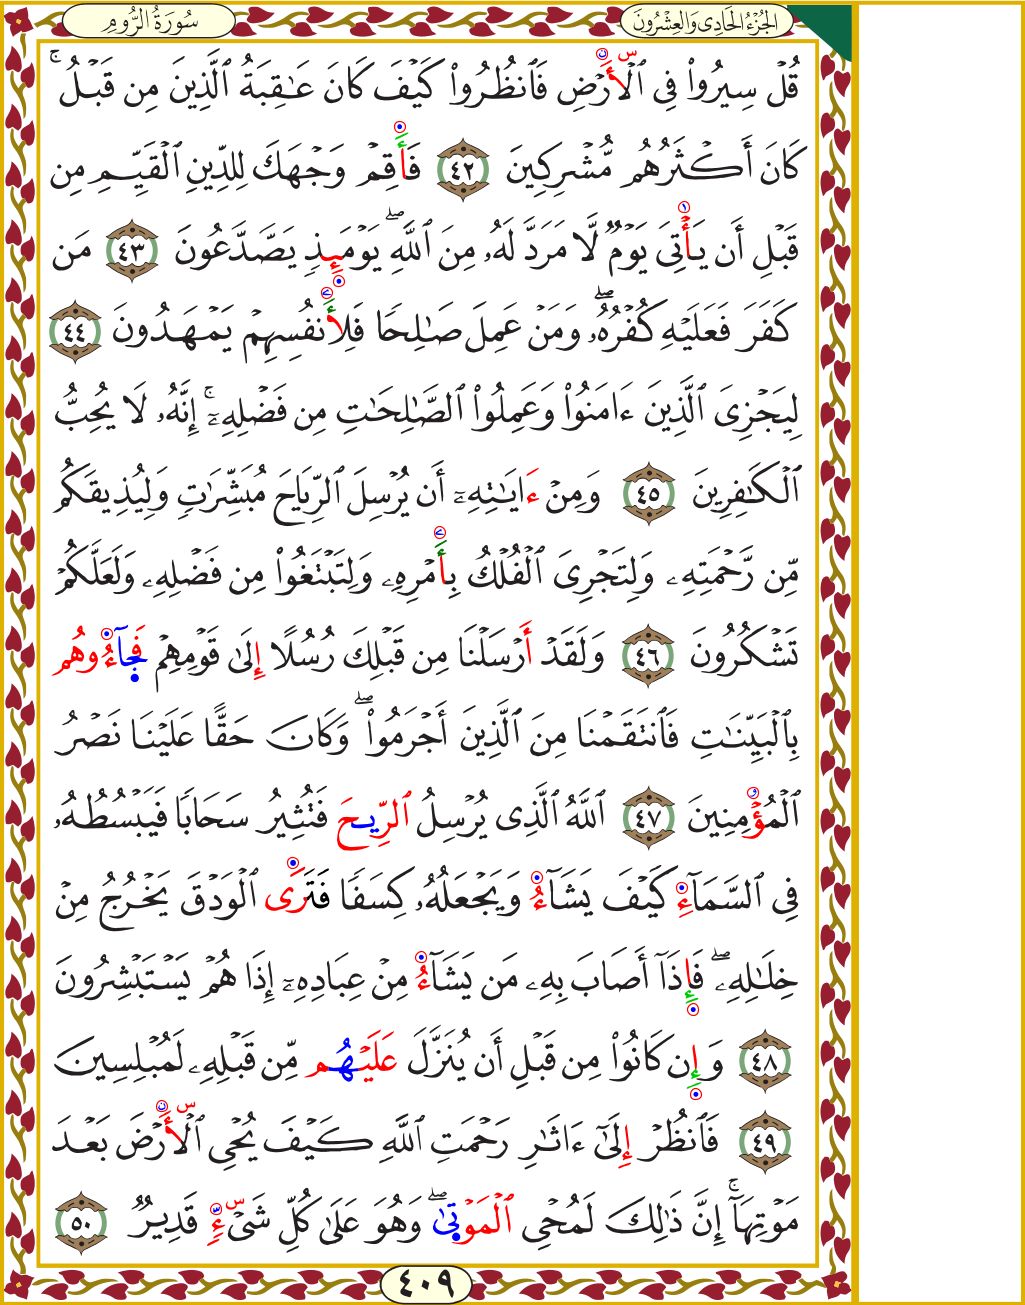 الجُزْءُ الحَادِى وَالعِشْرُونَ
سُورَةُ الرُّومِ
قُلْ سِيرُوا۟ فِى ٱلْأَرْضِ فَٱنظُرُوا۟ كَيْفَ كَانَ عَـٰقِبَةُ ٱلَّذِينَ مِن قَبْلُ ۚ
كَانَ أَكْثَرُهُم مُّشْرِكِينَ ٤٢ فَأَقِمْ وَجْهَكَ لِلدِّينِ ٱلْقَيِّمِ مِن
قَبْلِ أَن يَأْتِىَ يَوْمٌ لَّا مَرَدَّ لَهُۥ مِنَ ٱللَّهِ ۖ يَوْمَئِذٍ يَصَّدَّعُونَ ٤٣ مَن
كَفَرَ فَعَلَيْهِ كُفْرُهُۥ ۖ وَمَنْ عَمِلَ صَـٰلِحًا فَلِأَنفُسِهِمْ يَمْهَدُونَ ٤٤
لِيَجْزِىَ ٱلَّذِينَ ءَامَنُوا۟ وَعَمِلُوا۟ ٱلصَّـٰلِحَـٰتِ مِن فَضْلِهِۦٓ ۚ إِنَّهُۥ لَا يُحِبُّ
ٱلْكَـٰفِرِينَ ٤٥ وَمِنْ ءَايَـٰتِهِۦٓ أَن يُرْسِلَ ٱلرِّيَاحَ مُبَشِّرَٰتٍ وَلِيُذِيقَكُم
مِّن رَّحْمَتِهِۦ وَلِتَجْرِىَ ٱلْفُلْكُ بِأَمْرِهِۦ وَلِتَبْتَغُوا۟ مِن فَضْلِهِۦ وَلَعَلَّكُمْ
تَشْكُرُونَ ٤٦ وَلَقَدْ أَرْسَلْنَا مِن قَبْلِكَ رُسُلًا إِلَىٰ قَوْمِهِمْ فَجَآءُوهُم
بِٱلْبَيِّنَـٰتِ فَٱنتَقَمْنَا مِنَ ٱلَّذِينَ أَجْرَمُوا۟ ۖ وَكَانَ حَقًّا عَلَيْنَا نَصْرُ
ٱلْمُؤْمِنِينَ ٤٧ ٱللَّهُ ٱلَّذِى يُرْسِلُ ٱلرِّيحَ فَتُثِيرُ سَحَابًا فَيَبْسُطُهُۥ
فِى ٱلسَّمَآءِ كَيْفَ يَشَآءُ وَيَجْعَلُهُۥ كِسَفًا فَتَرَى ٱلْوَدْقَ يَخْرُجُ مِنْ
خِلَـٰلِهِۦ ۖ فَإِذَآ أَصَابَ بِهِۦ مَن يَشَآءُ مِنْ عِبَادِهِۦٓ إِذَا هُمْ يَسْتَبْشِرُونَ
٤٨ وَإِن كَانُوا۟ مِن قَبْلِ أَن يُنَزَّلَ عَلَيْهُم مِّن قَبْلِهِۦ لَمُبْلِسِينَ
٤٩ فَٱنظُرْ إِلَىٰٓ ءَاثَـٰرِ رَحْمَتِ ٱللَّهِ كَيْفَ يُحْىِ ٱلْأَرْضَ بَعْدَ
مَوْتِهَآ ۚ إِنَّ ذَٰلِكَ لَمُحْىِ ٱلْمَوْتَىٰ ۖ وَهُوَ عَلَىٰ كُلِّ شَىْءٍ قَدِيرٌ ٥٠
٤٠٩